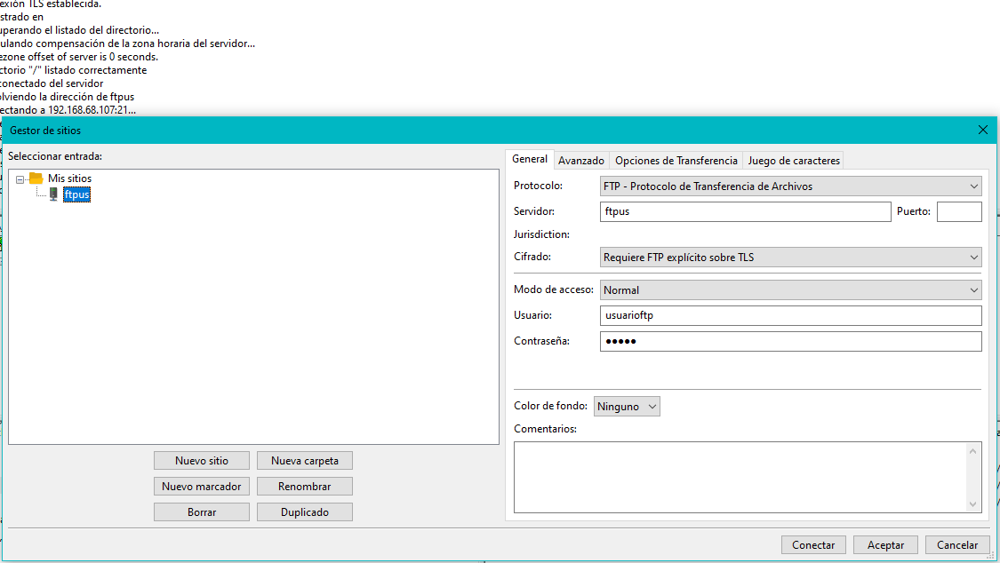 exión TLS establecida.
strado en
uperando el listado del directorio...
ulando compensación de la zona horaria del servidor...
ezone offset of server is 0 seconds.
ctorio "/" listado correctamente
conectado del servidor
olviendo la dirección de ftpus
ectando a 192.168.68.107:21...
Gestor de sitios
Seleccionar entrada:
Mis sitios
ftpus
Nuevo sitio
Nueva carpeta
Nuevo marcador
Renombrar
Borrar
Duplicado
General
Avanzado
Opciones de Transferencia
Juego de caracteres
Protocolo:
FTP - Protocolo de Transferencia de Archivos
Servidor:
ftpus
Puerto:
Jurisdiction:
Cifrado:
Requiere FTP explícito sobre TLS
Modo de acceso:
Normal
Usuario:
usuarioftp
Contraseña:
●●●●●
Color de fondo:
Ninguno
Comentarios:
Conectar
Aceptar
Cancelar